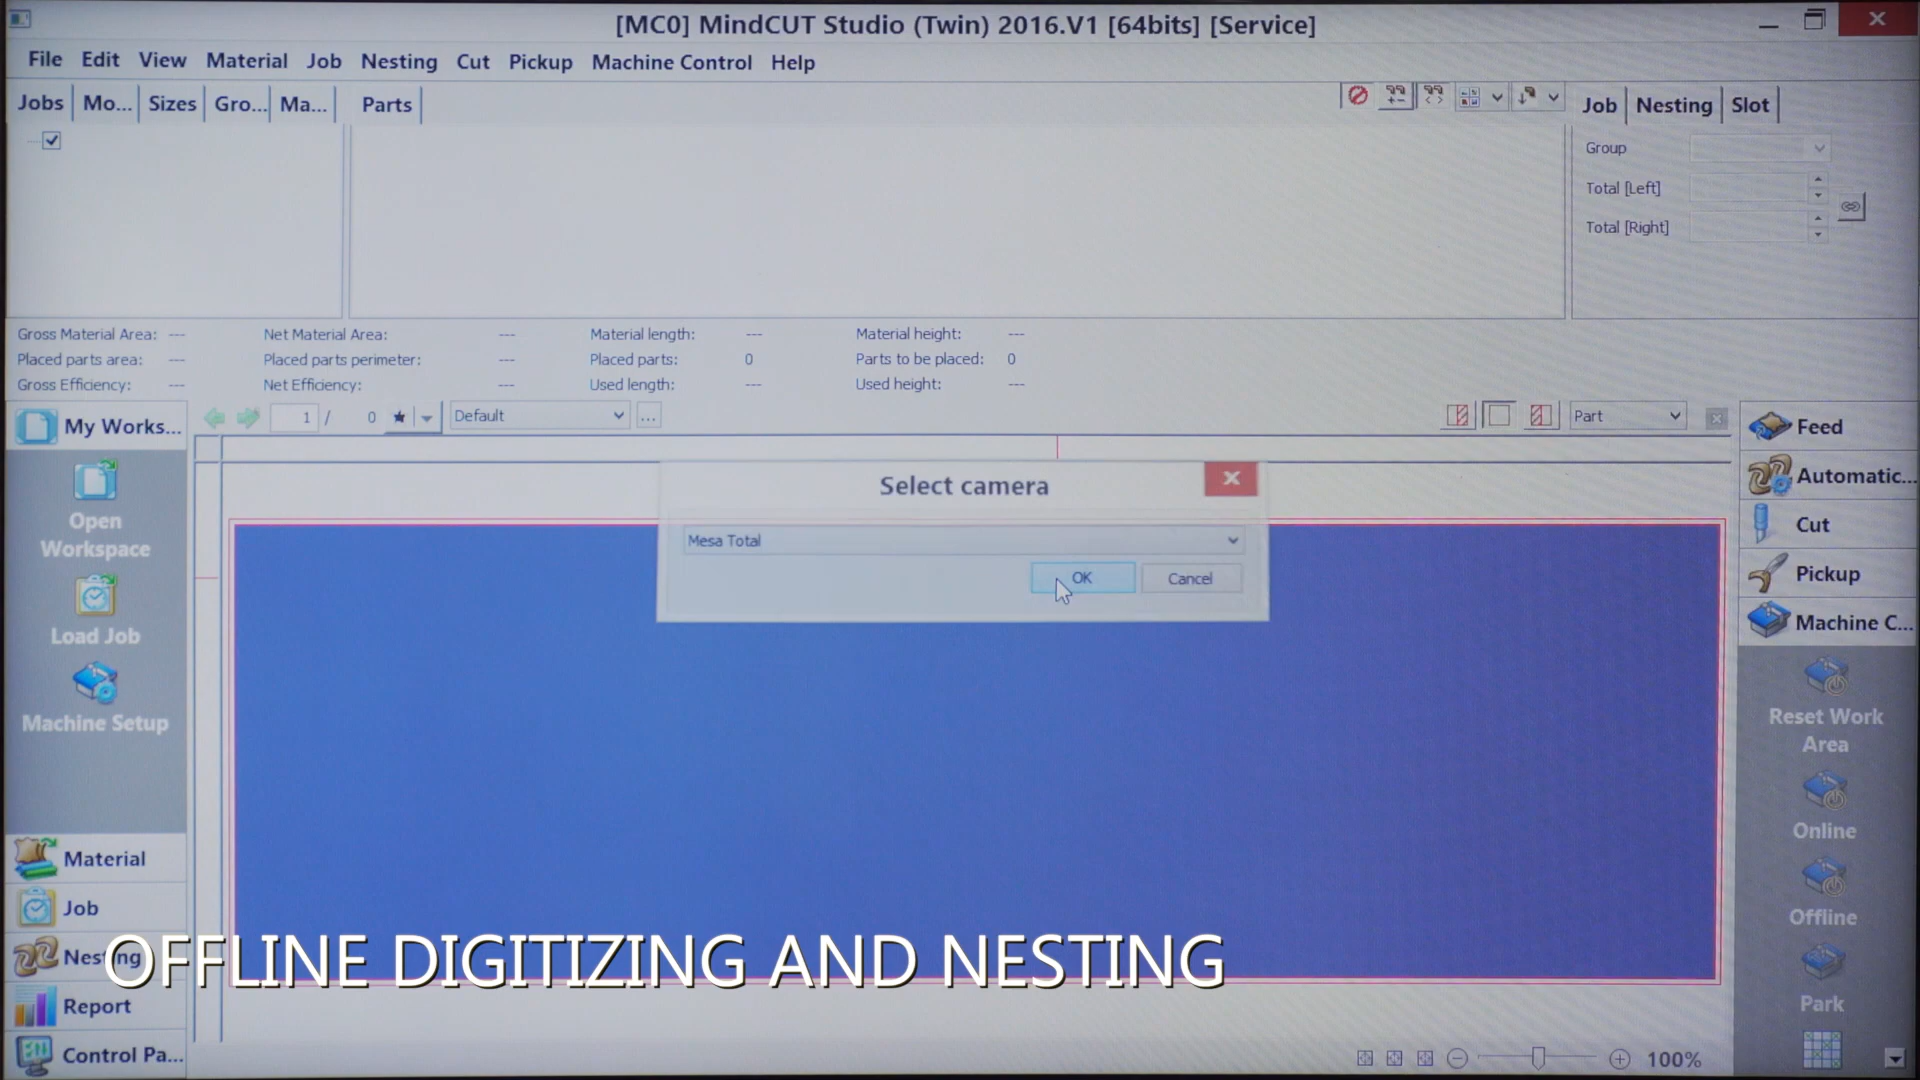 [MC0] MindCUT Studio (Twin) 2016.V1 [64bits] [Service]
File Edit View Material Job Nesting Cut Pickup Machine Control Help
Jobs Mo... Sizes Gro... Ma... Parts
Job Nesting Slot
Group
Total [Left]
Total [Right]
Gross Material Area: --- Net Material Area: --- Material length: --- Material height: ---
Placed parts area: --- Placed parts perimeter: --- Placed parts: 0 Parts to be placed: 0
Gross Efficiency: --- Net Efficiency: --- Used length: --- Used height: ---
My Works...
1 / 0 Default ... Part
Open
Workspace
Load Job
Machine Setup
Material
Job
Nesting
Report
Control Pa...
Select camera
Mesa Total
OK Cancel
Feed
Automatic...
Cut
Pickup
Machine C...
Reset Work
Area
Online
Offline
Park
OFFLINE DIGITIZING AND NESTING
100%